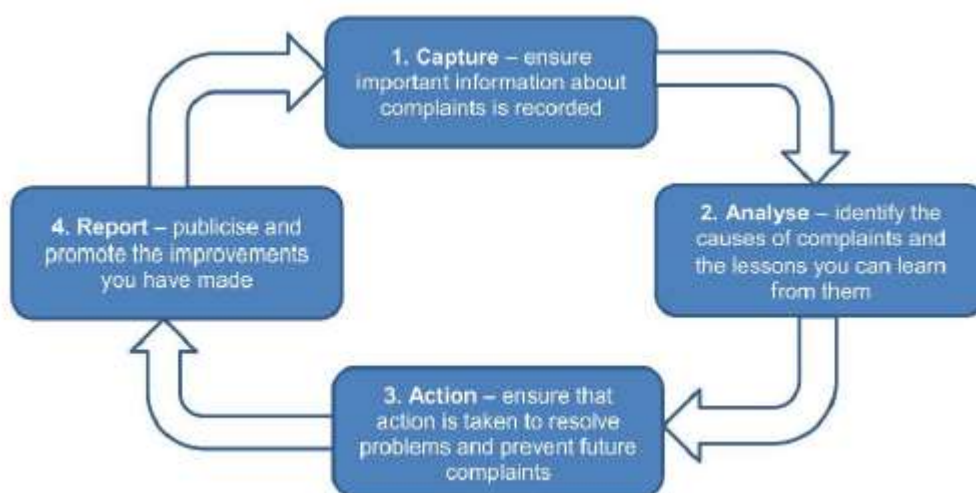 1. Capture – ensure
important information about
complaints is recorded
2. Analyse – identify the
causes of complaints and
the lessons you can learn
from them
3. Action – ensure that
action is taken to resolve
problems and prevent future
complaints
4. Report – publicise and
promote the improvements
you have made